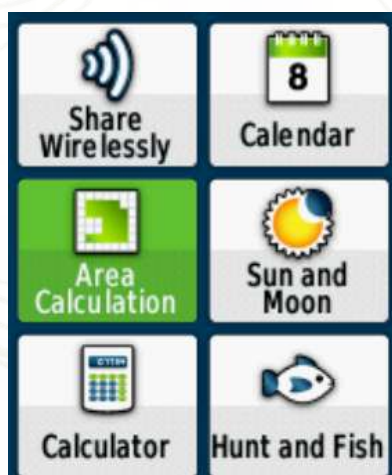 Share
Wirelessly
8
Calendar
Area
Calculation
Sun and
Moon
Calculator
Hunt and Fish